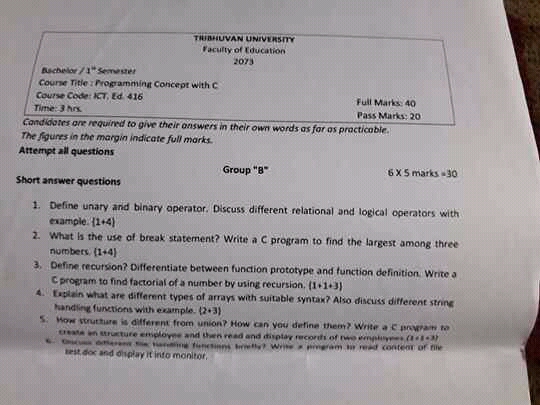 TRIBHUVAN UNIVERSITY
Faculty of Education
2073
Bachelor / 1st Semester
Course Title : Programming Concept with C
Course Code: ICT. Ed. 416
Full Marks: 40
Time: 3 hrs.
Pass Marks: 20
Candidates are required to give their answers in their own words as far as practicable.
The figures in the margin indicate full marks.
Attempt all questions
Group "B"
6 X 5 marks =30
Short answer questions
1. Define unary and binary operator. Discuss different relational and logical operators with
example. {1+4}
2. What is the use of break statement? Write a C program to find the largest among three
numbers. {1+4}
3. Define recursion? Differentiate between function prototype and function definition. Write a
C program to find factorial of a number by using recursion. {1+1+3}
4. Explain what are different types of arrays with suitable syntax? Also discuss different string
handling functions with example. {2+3}
5. How structure is different from union? How can you define them? Write a C program to
create an structure employee and then read and display records of two employees.{1+1+3}
6. Discuss different file handling functions briefly? Write a program to read content of file
test.doc and display it into monitor.